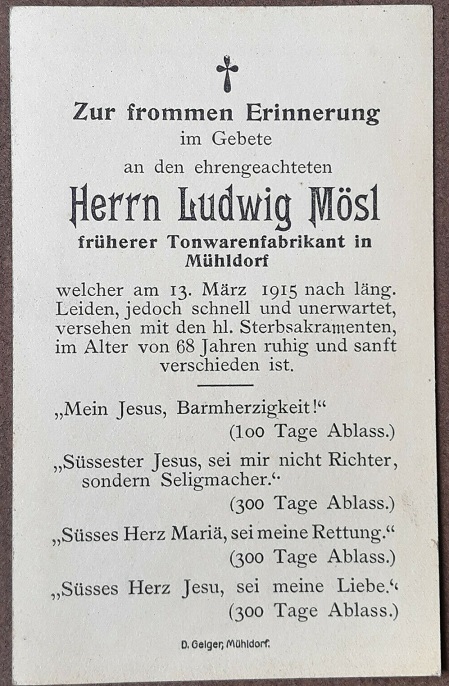 Zur frommen Erinnerung
im Gebete
an den ehrengeachteten
Herrn Ludwig Mösl
früherer Tonwarenfabrikant in
Mühldorf
welcher am 13. März 1915 nach läng.
Leiden, jedoch schnell und unerwartet,
versehen mit den hl. Sterbsakramenten,
im Alter von 68 Jahren ruhig und sanft
verschieden ist.
„Mein Jesus, Barmherzigkeit!“
(100 Tage Ablass.)
„Süssester Jesus, sei mir nicht Richter,
sondern Seligmacher.“
(300 Tage Ablass.)
„Süsses Herz Mariä, sei meine Rettung.“
(300 Tage Ablass.)
„Süsses Herz Jesu, sei meine Liebe.“
(300 Tage Ablass.)
D. Geiger, Mühldorf.